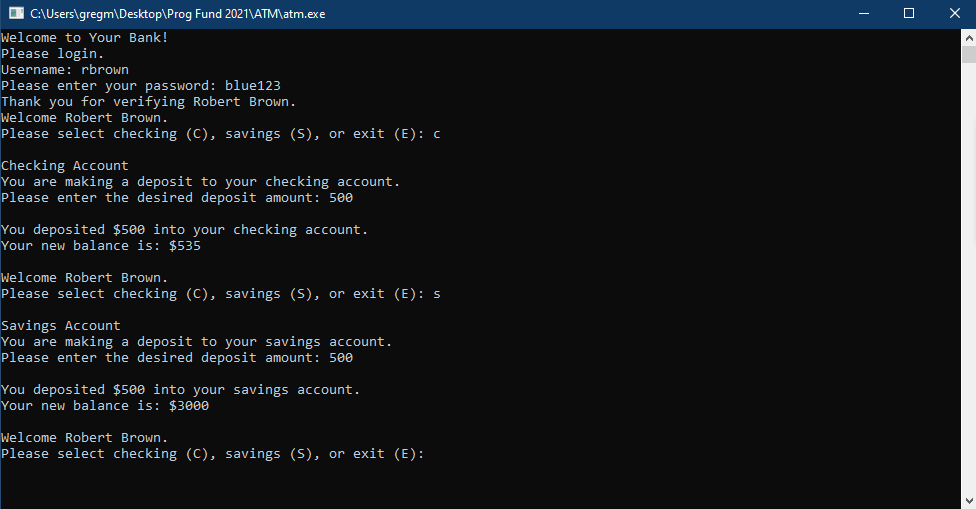 C:\Users\gregm\Desktop\Prog Fund 2021\ATM\atm.exe
Welcome to Your Bank!
Please login.
Username: rbrown
Please enter your password: blue123
Thank you for verifying Robert Brown.
Welcome Robert Brown.
Please select checking (C), savings (S), or exit (E): c
Checking Account
You are making a deposit to your checking account.
Please enter the desired deposit amount: 500
You deposited $500 into your checking account.
Your new balance is: $535
Welcome Robert Brown.
Please select checking (C), savings (S), or exit (E): s
Savings Account
You are making a deposit to your savings account.
Please enter the desired deposit amount: 500
You deposited $500 into your savings account.
Your new balance is: $3000
Welcome Robert Brown.
Please select checking (C), savings (S), or exit (E):